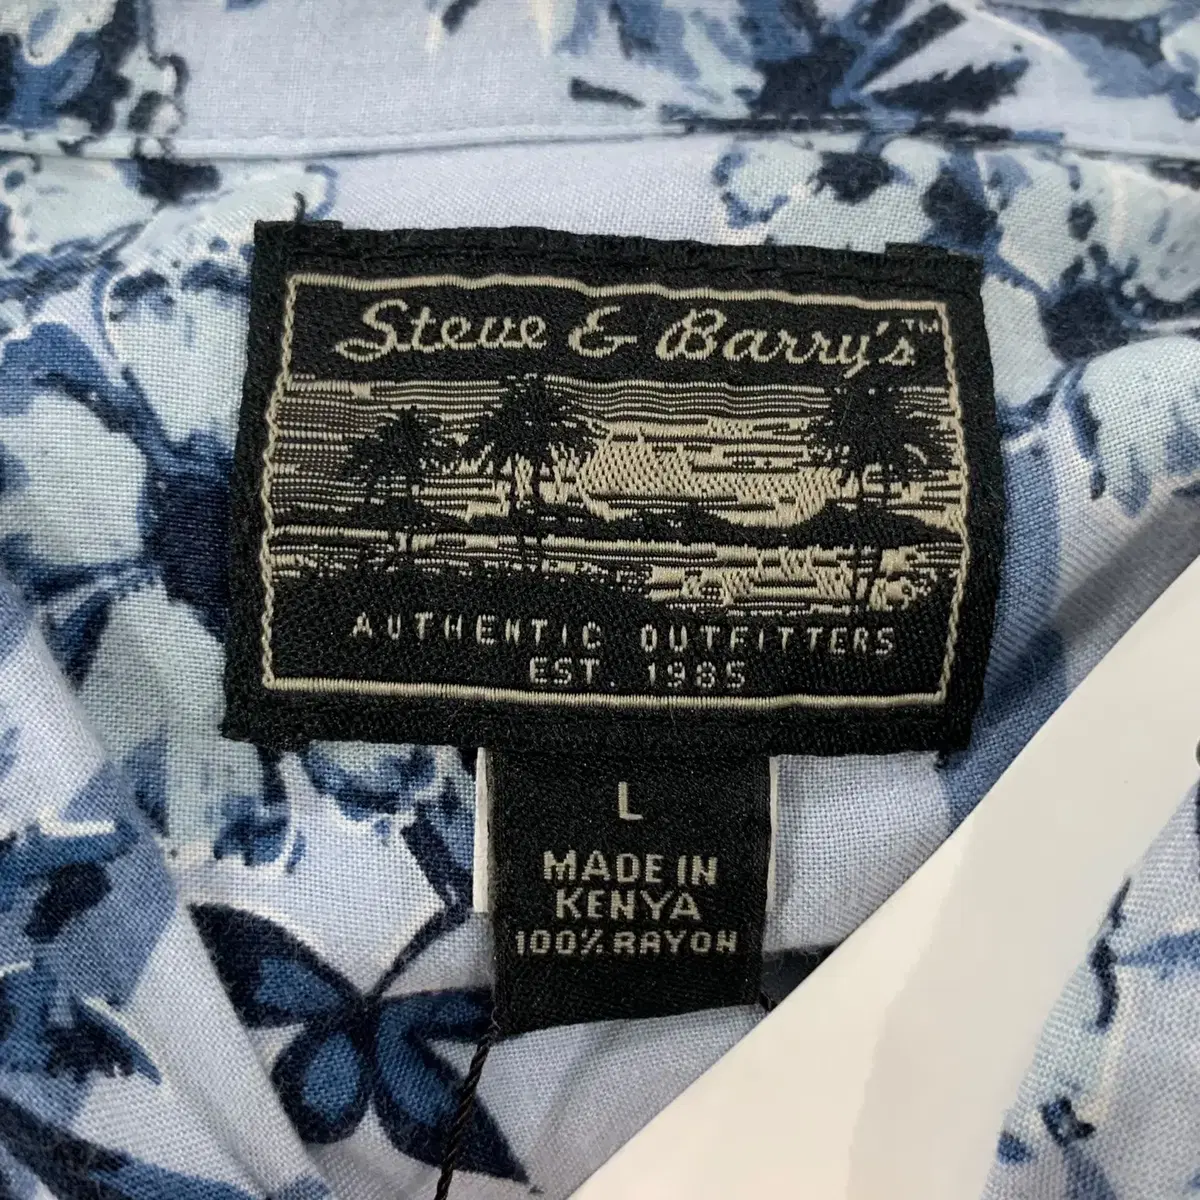 Steve & Barry's™
AUTHENTIC OUTFITTERS
EST. 1985
L
MADE IN
KENYA
100% RAYON